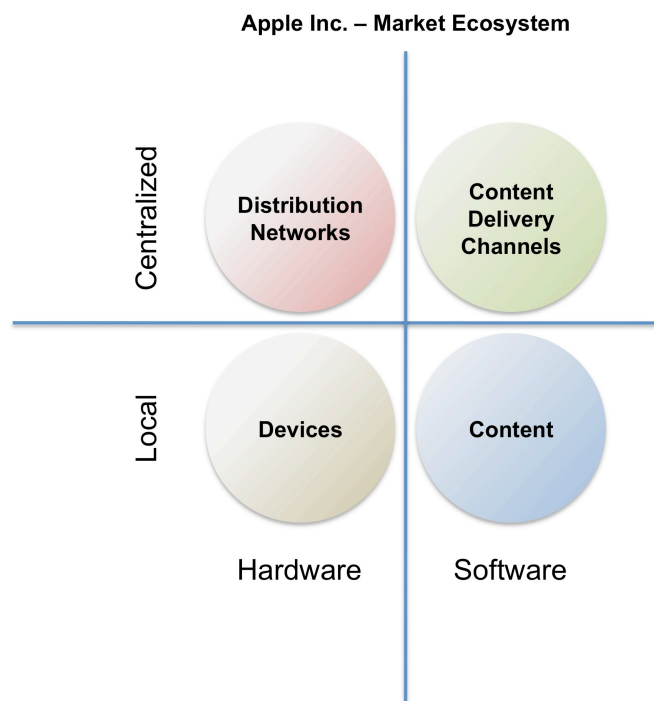 Apple Inc. – Market Ecosystem
Centralized
Distribution
Networks
Content
Delivery
Channels
Local
Devices
Content
Hardware
Software